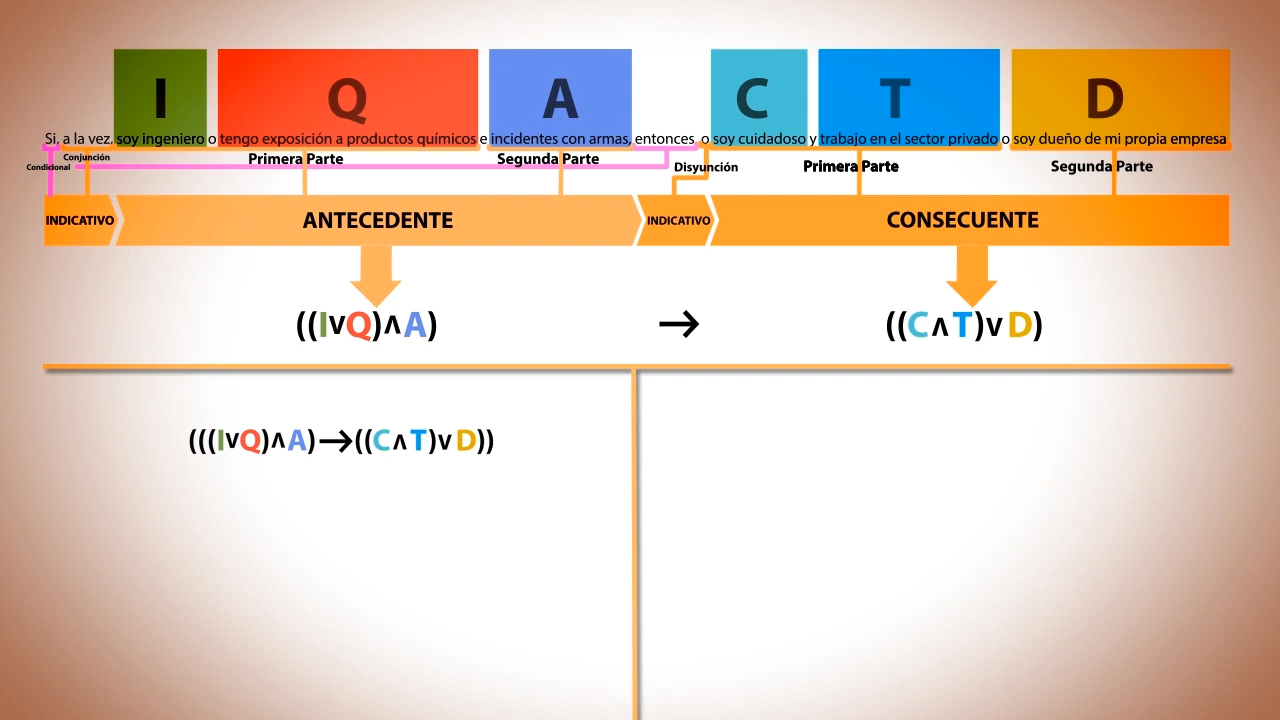 I Q A C T D
Si, a la vez, soy ingeniero o tengo exposición a productos químicos e incidentes con armas, entonces, o soy cuidadoso y trabajo en el sector privado o soy dueño de mi propia empresa
Conjunción Primera Parte Segunda Parte Disyunción Primera Parte Segunda Parte
Condicional
INDICATIVO ANTECEDENTE INDICATIVO CONSECUENTE
((I∨Q)∧A) → ((C∧T)∨D)
(((I∨Q)∧A)→((C∧T)∨D))